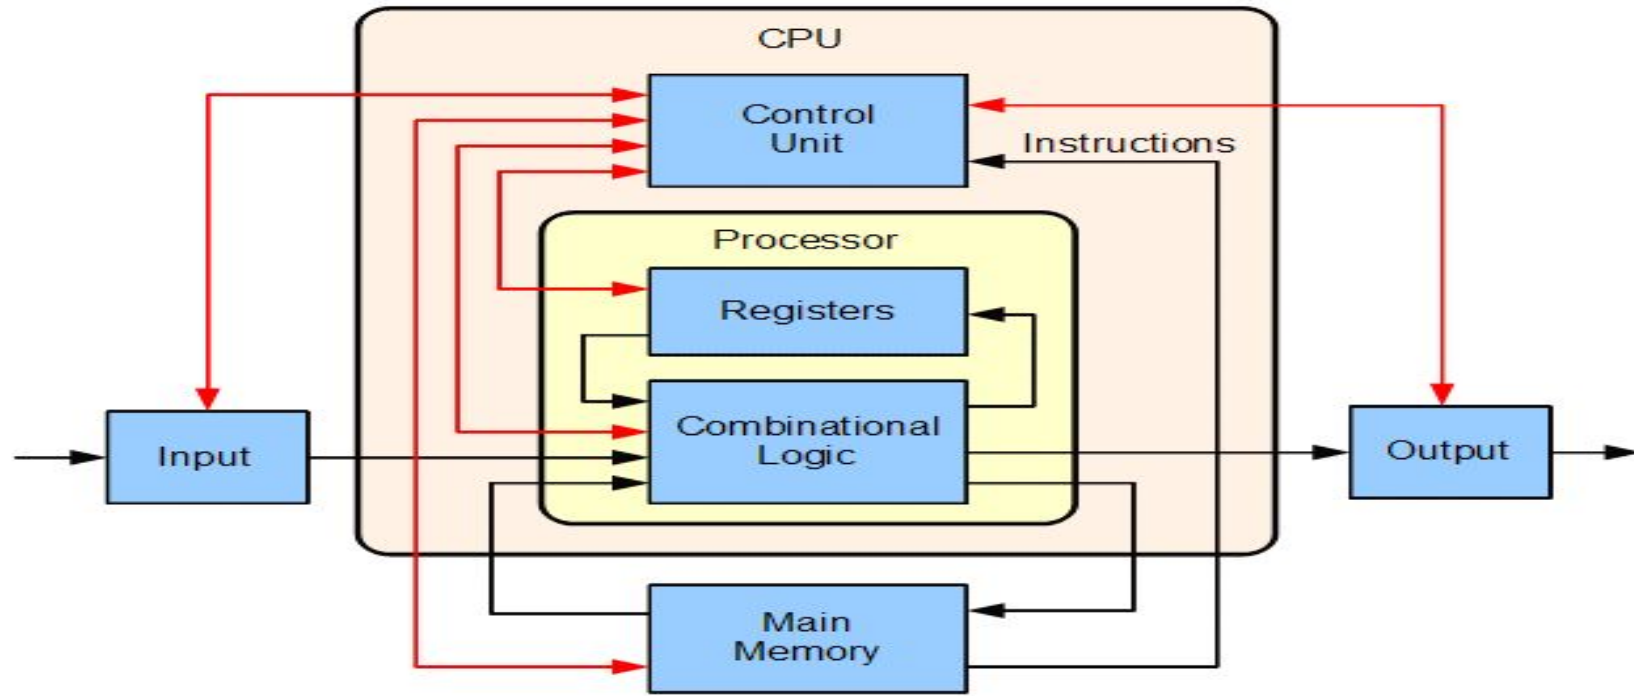 CPU
Control
Unit
Instructions
Processor
Registers
Combinational
Logic
Input
Output
Main
Memory